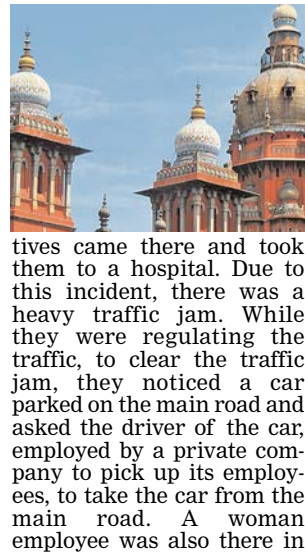 tives came there and took
them to a hospital. Due to
this incident, there was a
heavy traffic jam. While
they were regulating the
traffic, to clear the traffic
jam, they noticed a car
parked on the main road and
asked the driver of the car,
employed by a private com-
pany to pick up its employ-
ees, to take the car from the
main road. A woman
employee was also there in